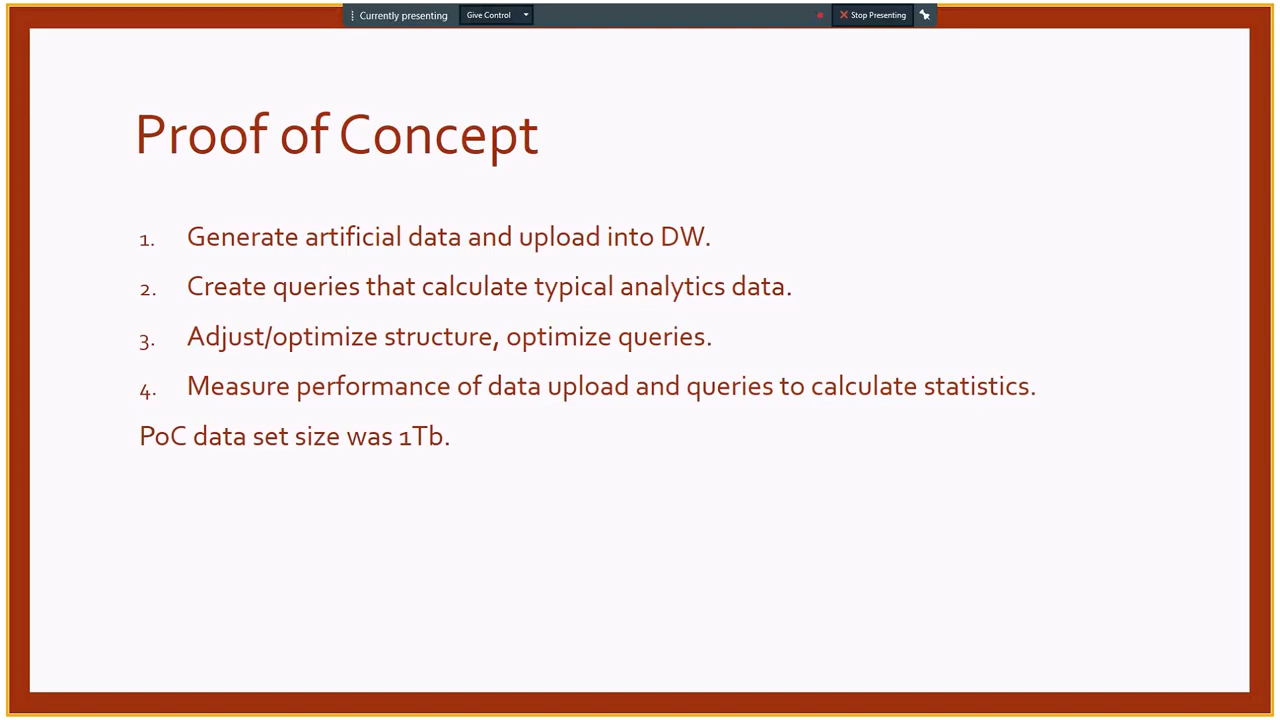 Currently presenting
Give Control
Stop Presenting
Proof of Concept
1. Generate artificial data and upload into DW.
2. Create queries that calculate typical analytics data.
3. Adjust/optimize structure, optimize queries.
4. Measure performance of data upload and queries to calculate statistics.
PoC data set size was 1Tb.